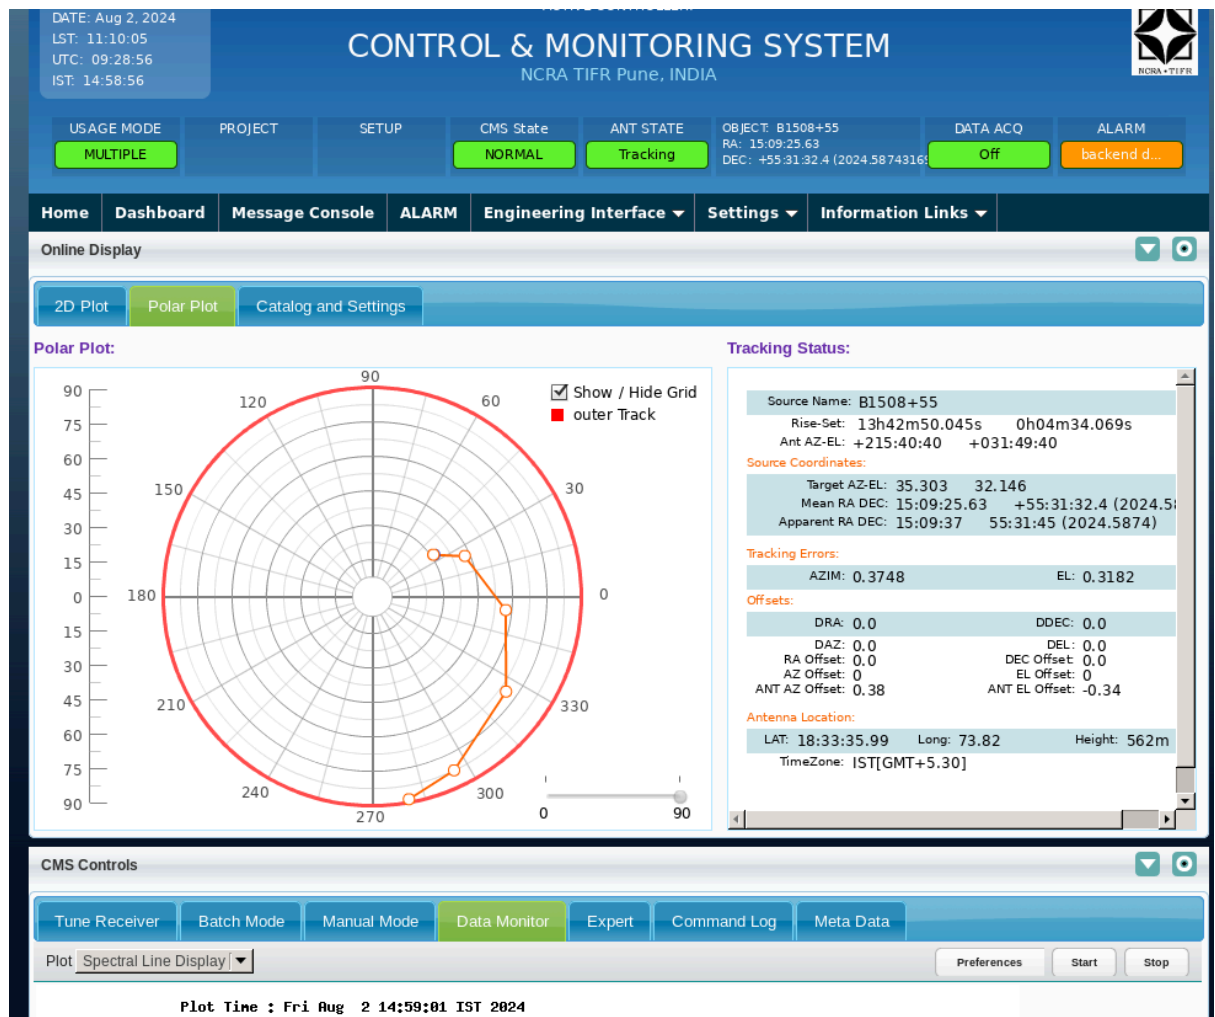 DATE: Aug 2, 2024
LST: 11:10:05
UTC: 09:28:56
IST: 14:58:56
CONTROL & MONITORING SYSTEM
NCRA TIFR Pune, INDIA
NCRA•TIFR
USAGE MODE PROJECT SETUP CMS State ANT STATE OBJECT: B1508+55 DATA ACQ ALARM
MULTIPLE NORMAL Tracking RA: 15:09:25.63 Off backend d...
DEC: +55:31:32.4 (2024.5874316
Home Dashboard Message Console ALARM Engineering Interface Settings Information Links
Online Display
2D Plot Polar Plot Catalog and Settings
Polar Plot:
90
75
60
45
30
15
0
15
30
45
60
75
90
90
120
60
150
30
180
0
210
330
240
300
270
Show / Hide Grid
outer Track
0 90
Tracking Status:
Source Name: B1508+55
Rise-Set: 13h42m50.045s 0h04m34.069s
Ant AZ-EL: +215:40:40 +031:49:40
Source Coordinates:
Target AZ-EL: 35.303 32.146
Mean RA DEC: 15:09:25.63 +55:31:32.4 (2024.5
Apparent RA DEC: 15:09:37 55:31:45 (2024.5874)
Tracking Errors:
AZIM: 0.3748 EL: 0.3182
Offsets:
DRA: 0.0 DDEC: 0.0
DAZ: 0.0 DEL: 0.0
RA Offset: 0.0 DEC Offset: 0.0
AZ Offset: 0 EL Offset: 0
ANT AZ Offset: 0.38 ANT EL Offset: -0.34
Antenna Location:
LAT: 18:33:35.99 Long: 73.82 Height: 562m
TimeZone: IST[GMT+5.30]
CMS Controls
Tune Receiver Batch Mode Manual Mode Data Monitor Expert Command Log Meta Data
Plot Spectral Line Display Preferences Start Stop
Plot Time : Fri Aug 2 14:59:01 IST 2024